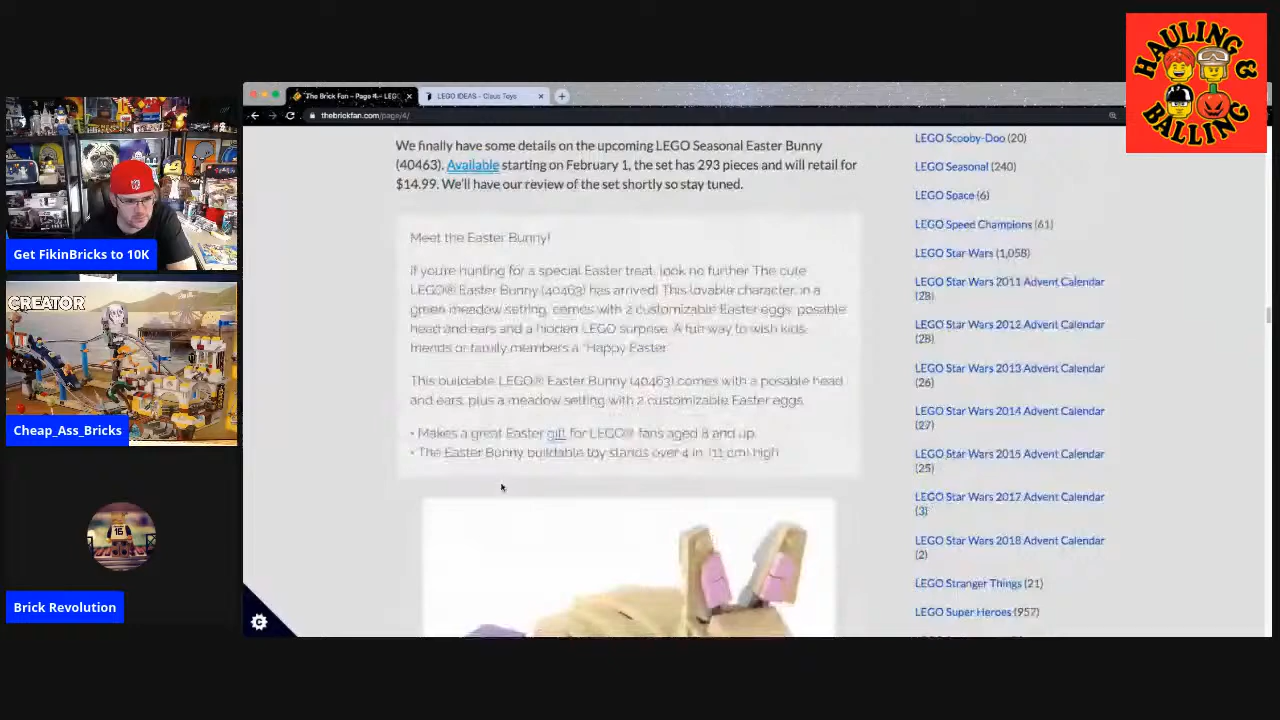 HAULING &
BALLING
The Brick Fan - Page 4 - LEG
LEGO IDEAS - Claus Toys
thebrickfan.com/page/4/
Get FikinBricks to 10K
CREATOR
Cheap_Ass_Bricks
16
Brick Revolution
We finally have some details on the upcoming LEGO Seasonal Easter Bunny
(40463). Available starting on February 1, the set has 293 pieces and will retail for
$14.99. We'll have our review of the set shortly so stay tuned.
Meet the Easter Bunny!
If you're hunting for a special Easter treat, look no further. The cute
LEGO® Easter Bunny (40463) has arrived! This lovable character, in a
green meadow setting, comes with 2 customizable Easter eggs, posable
head and ears and a hidden LEGO surprise. A fun way to wish kids,
friends or family members a "Happy Easter"
This buildable LEGO® Easter Bunny (40463) comes with a posable head
and ears, plus a meadow setting with 2 customizable Easter eggs.
• Makes a great Easter gift for LEGO® fans aged 8 and up.
• The Easter Bunny buildable toy stands over 4 in. (11 cm) high
LEGO Scooby-Doo (20)
LEGO Seasonal (240)
LEGO Space (6)
LEGO Speed Champions (61)
LEGO Star Wars (1,058)
LEGO Star Wars 2011 Advent Calendar
(28)
LEGO Star Wars 2012 Advent Calendar
(28)
LEGO Star Wars 2013 Advent Calendar
(26)
LEGO Star Wars 2014 Advent Calendar
(27)
LEGO Star Wars 2015 Advent Calendar
(25)
LEGO Star Wars 2017 Advent Calendar
(3)
LEGO Star Wars 2018 Advent Calendar
(2)
LEGO Stranger Things (21)
LEGO Super Heroes (957)